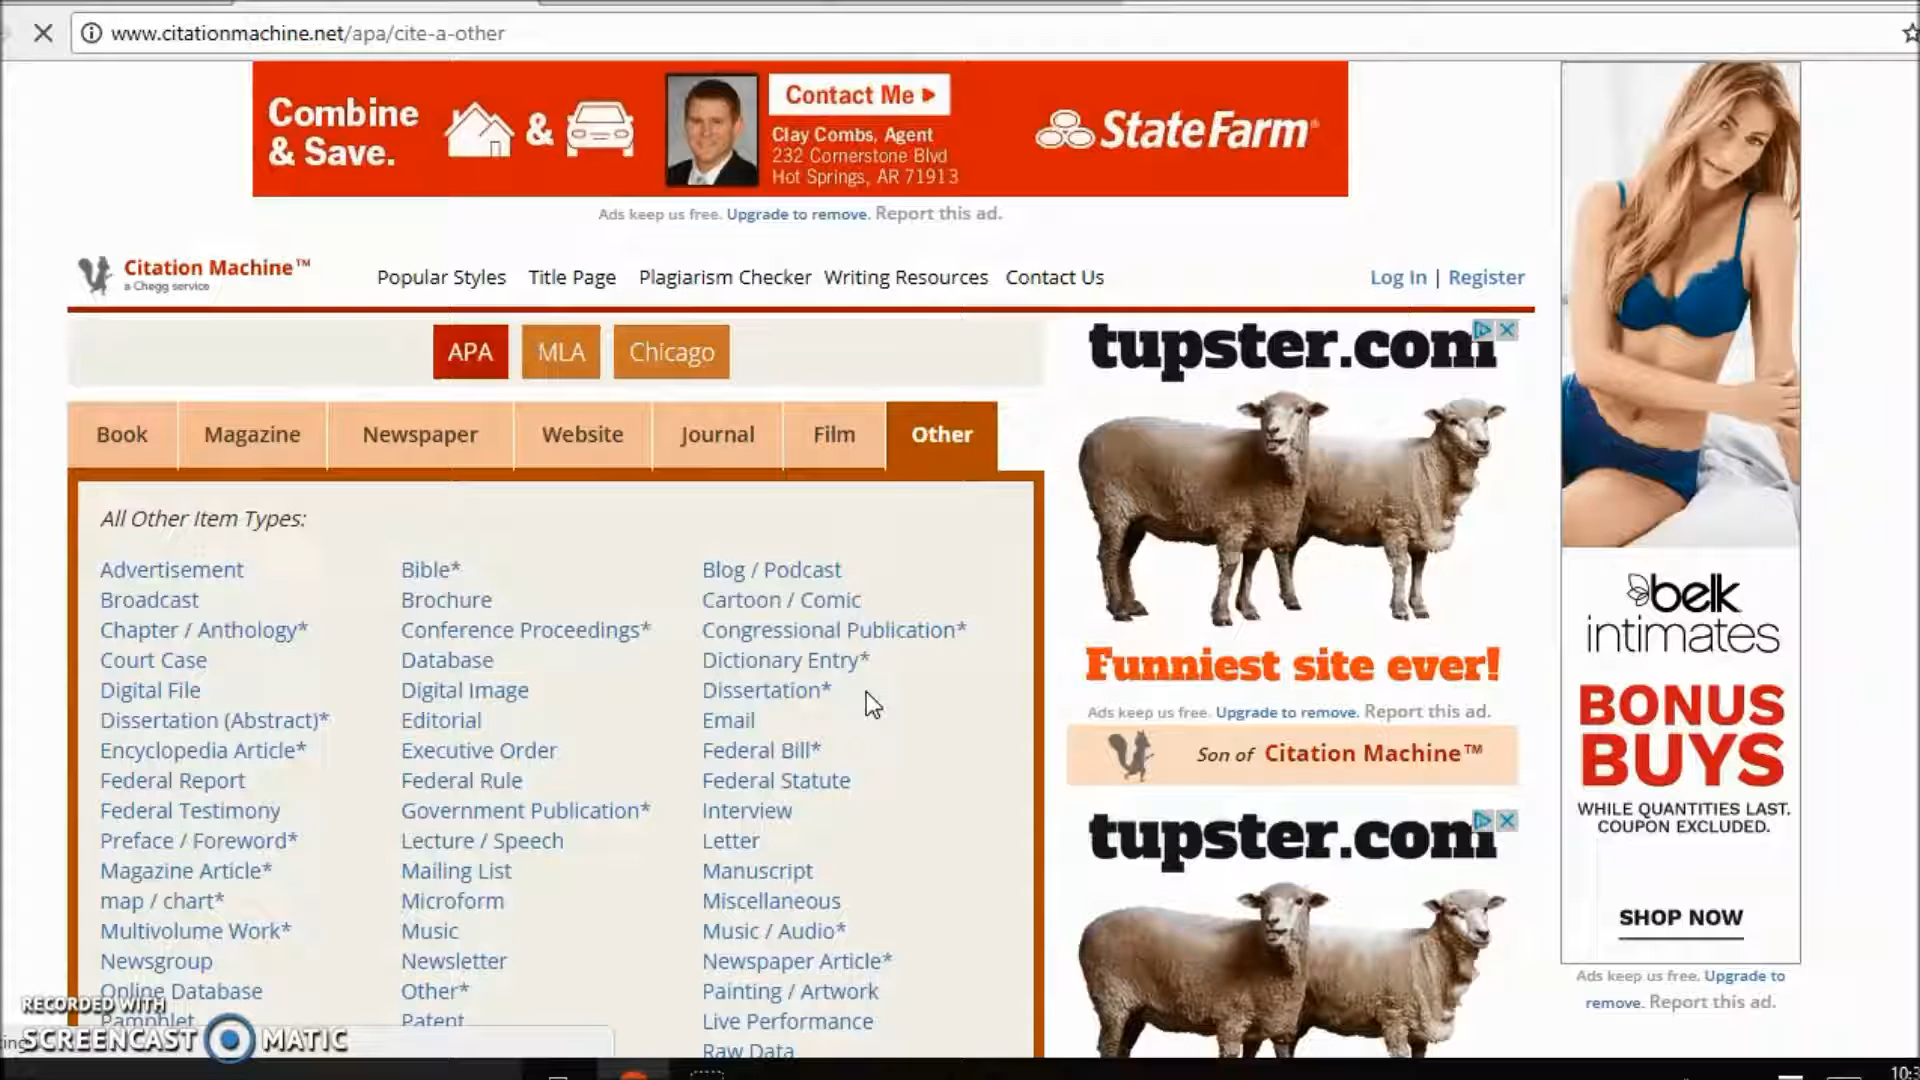 www.citationmachine.net/apa/cite-a-other
Combine
& Save.
&
Contact Me
Clay Combs, Agent
232 Cornerstone Blvd
Hot Springs, AR 71913
StateFarm®
Ads keep us free. Upgrade to remove. Report this ad.
Citation Machine™
a Chegg service
Popular Styles Title Page Plagiarism Checker Writing Resources Contact Us
Log In | Register
APA MLA Chicago
Book Magazine Newspaper Website Journal Film Other
All Other Item Types:
Advertisement Bible* Blog / Podcast
Broadcast Brochure Cartoon / Comic
Chapter / Anthology* Conference Proceedings* Congressional Publication*
Court Case Database Dictionary Entry*
Digital File Digital Image Dissertation*
Dissertation (Abstract)* Editorial Email
Encyclopedia Article* Executive Order Federal Bill*
Federal Report Federal Rule Federal Statute
Federal Testimony Government Publication* Interview
Preface / Foreword* Lecture / Speech Letter
Magazine Article* Mailing List Manuscript
map / chart* Microform Miscellaneous
Multivolume Work* Music Music / Audio*
Newsgroup Newsletter Newspaper Article*
Online Database Other* Painting / Artwork
Pamphlet Patent Live Performance
Raw Data
tupster.com
Funniest site ever!
Ads keep us free. Upgrade to remove. Report this ad.
Son of Citation Machine™
tupster.com
belk
intimates
BONUS
BUYS
WHILE QUANTITIES LAST.
COUPON EXCLUDED.
SHOP NOW
Ads keep us free. Upgrade to
remove. Report this ad.
RECORDED WITH
SCREENCAST MATIC